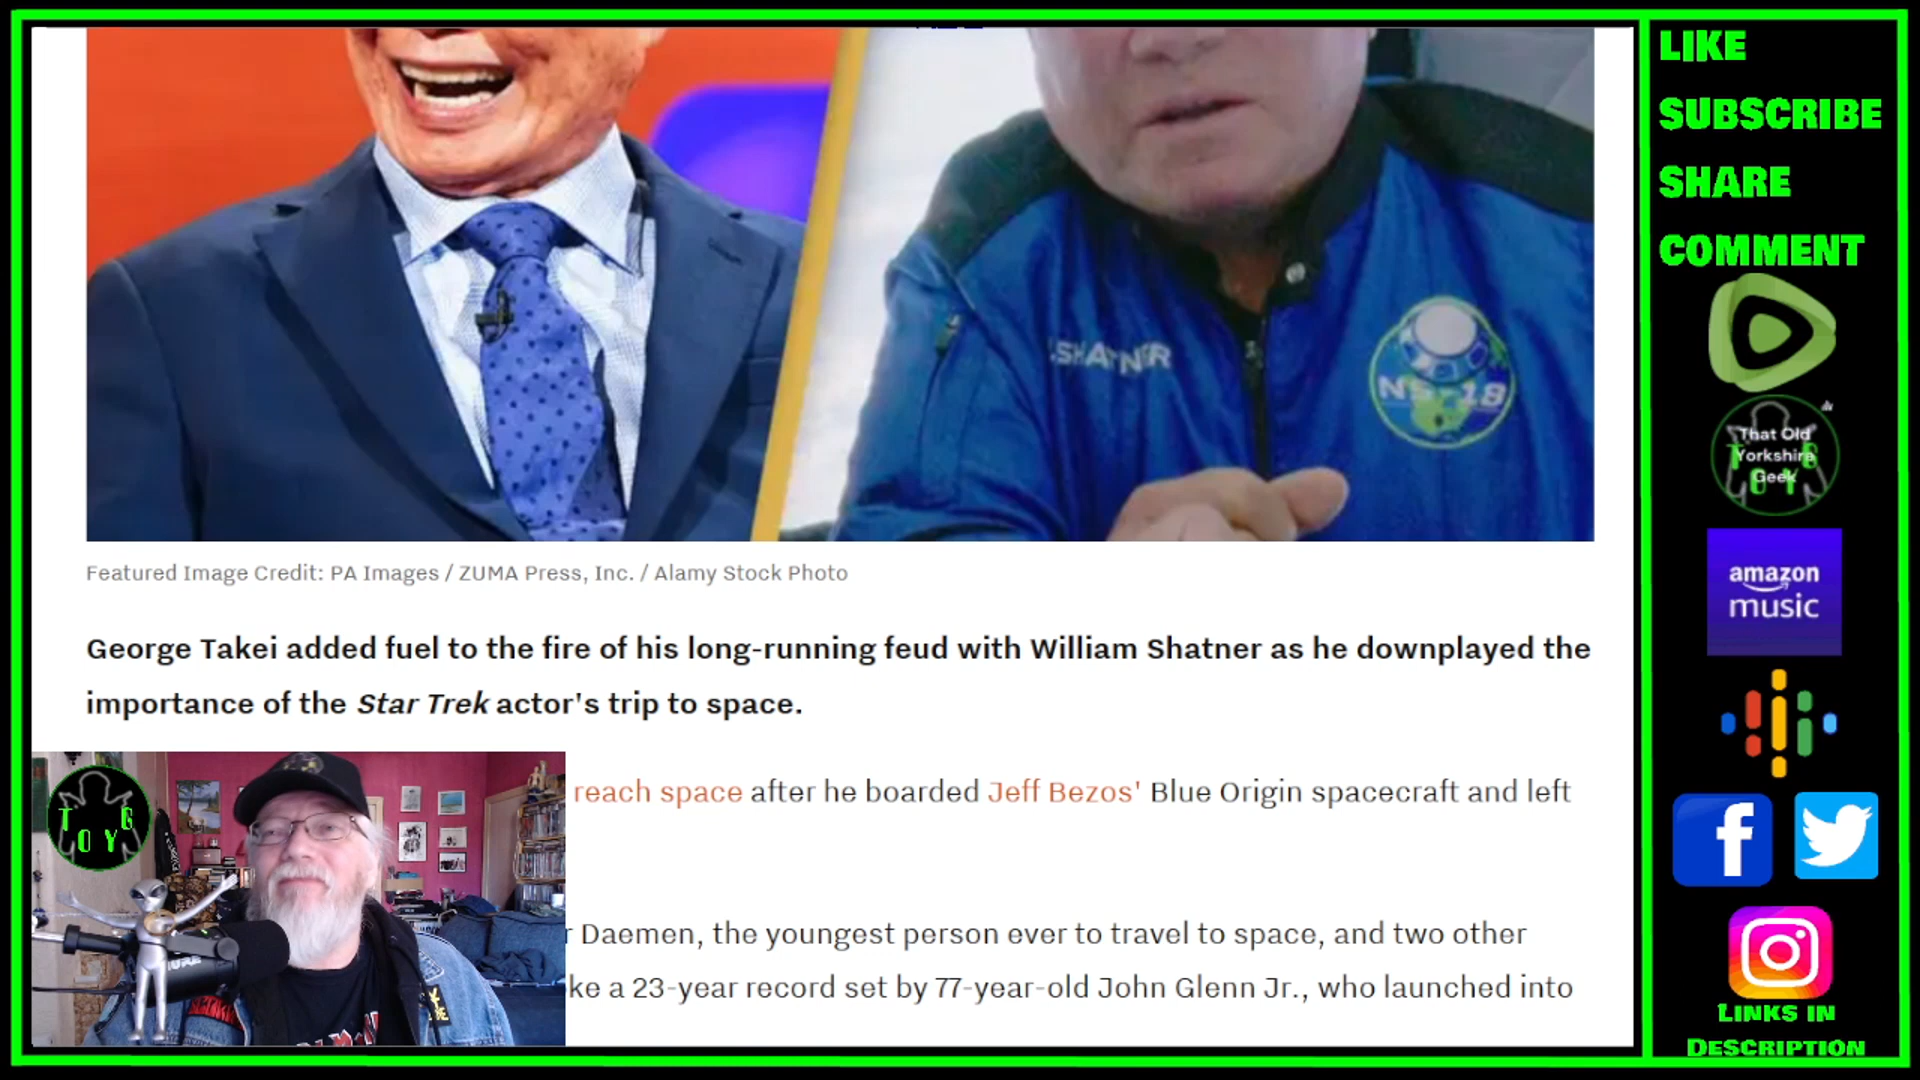 .SHATNER
NS-18
Featured Image Credit: PA Images / ZUMA Press, Inc. / Alamy Stock Photo
George Takei added fuel to the fire of his long-running feud with William Shatner as he downplayed the
importance of the Star Trek actor's trip to space.
reach space after he boarded Jeff Bezos' Blue Origin spacecraft and left
Daemen, the youngest person ever to travel to space, and two other
ke a 23-year record set by 77-year-old John Glenn Jr., who launched into
TOYG
LIKE
SUBSCRIBE
SHARE
COMMENT
That Old
Yorkshire
Geek
amazon
music
LINKS IN
DESCRIPTION